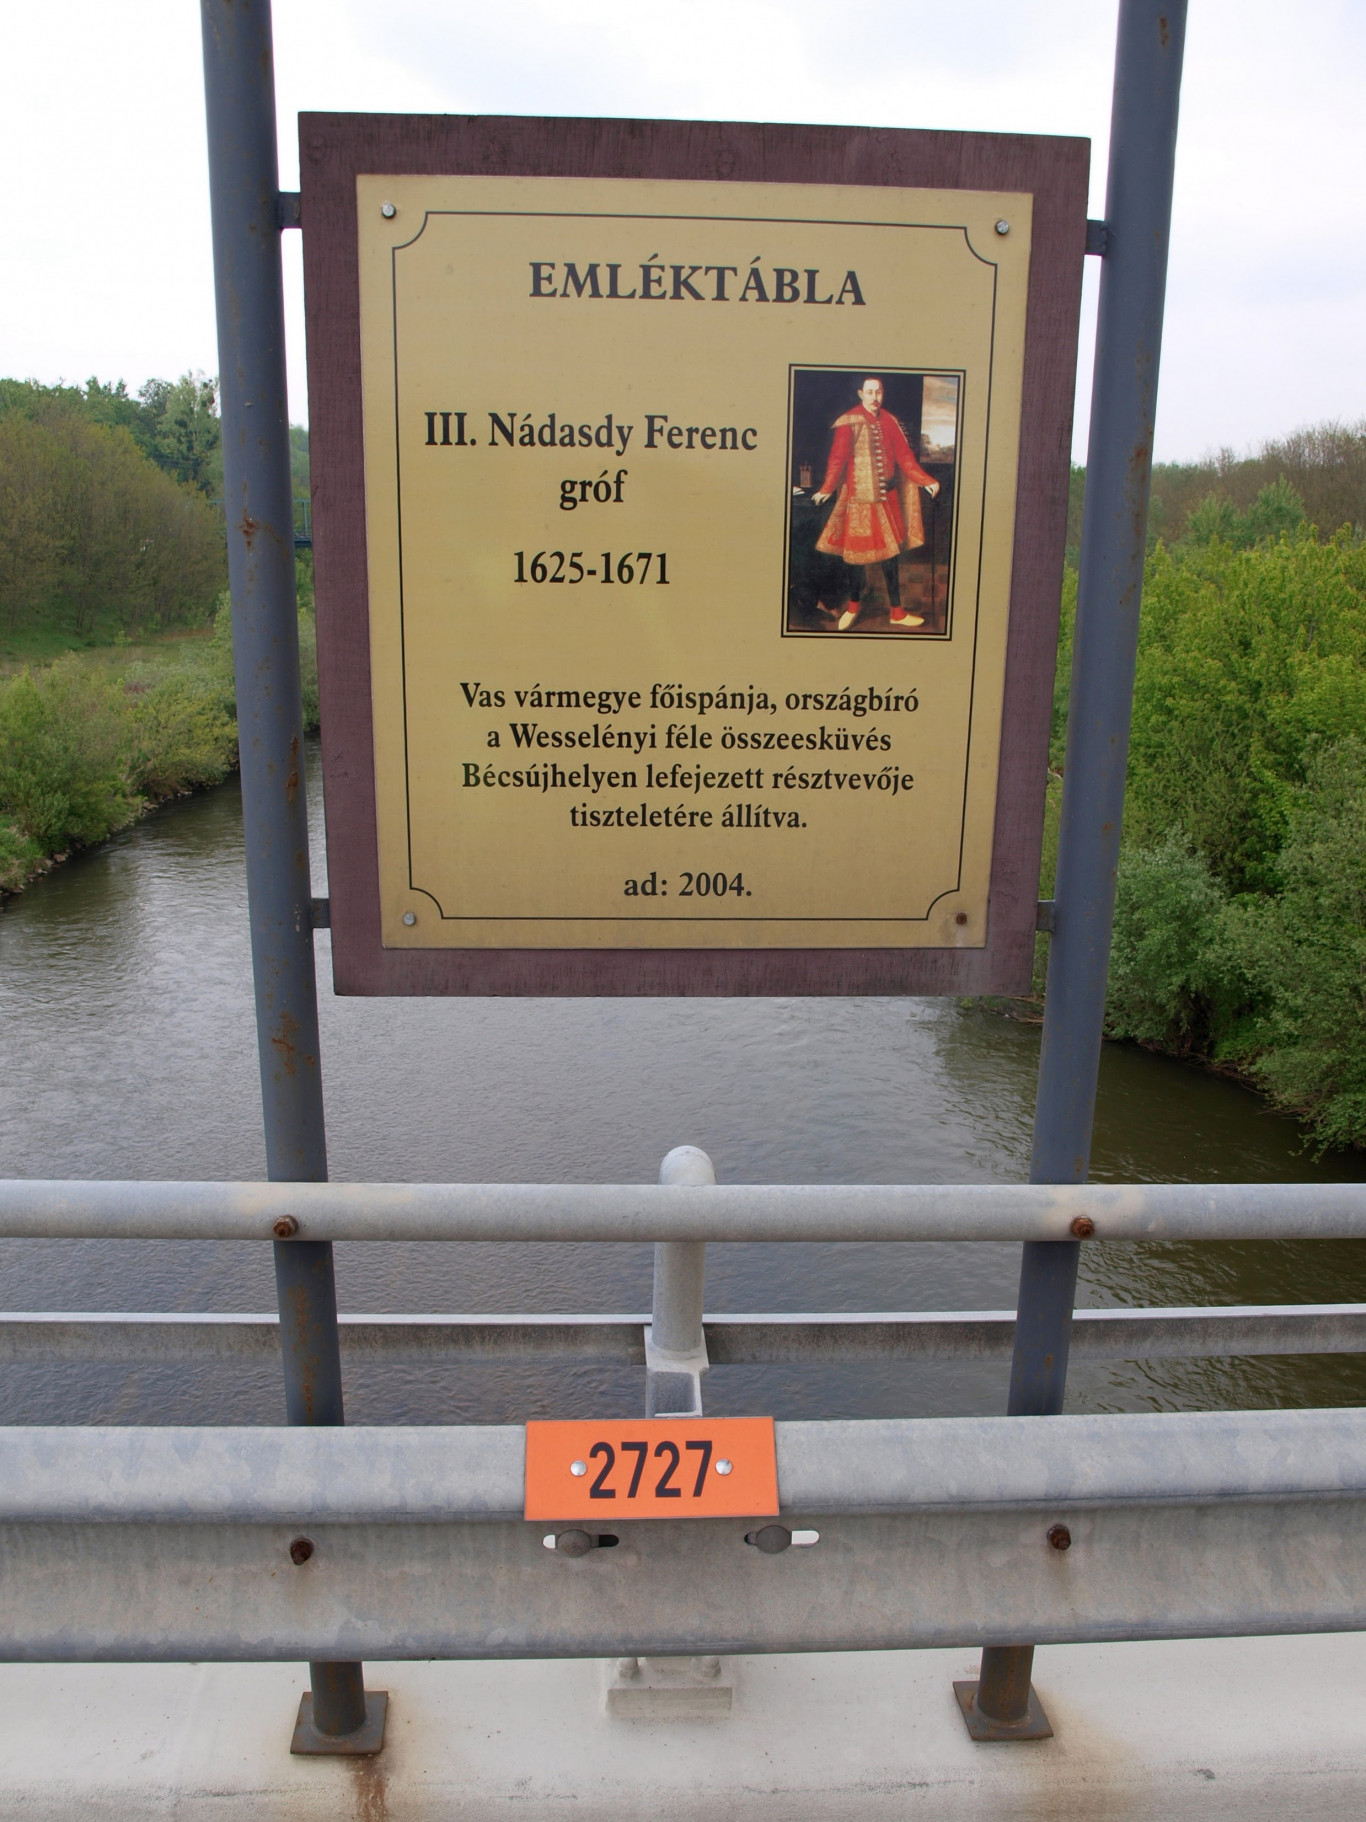 EMLÉKTÁBLA
III. Nádasdy Ferenc
gróf
1625-1671
Vas vármegye főispánja, országbíró
a Wesselényi féle összeesküvés
Bécsújhelyen lefejezett résztvevője
tiszteletére állítva.
ad: 2004.
2727